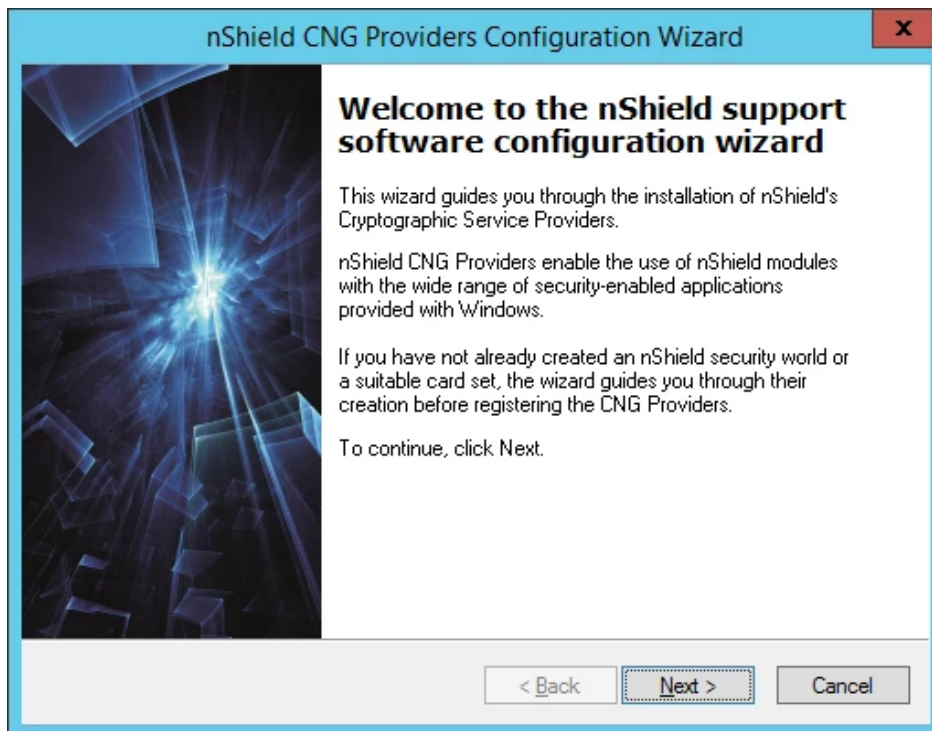 nShield CNG Providers Configuration Wizard
x
Welcome to the nShield support
software configuration wizard
This wizard guides you through the installation of nShield's
Cryptographic Service Providers.
nShield CNG Providers enable the use of nShield modules
with the wide range of security-enabled applications
provided with Windows.
If you have not already created an nShield security world or
a suitable card set, the wizard guides you through their
creation before registering the CNG Providers.
To continue, click Next.
< Back
Next >
Cancel